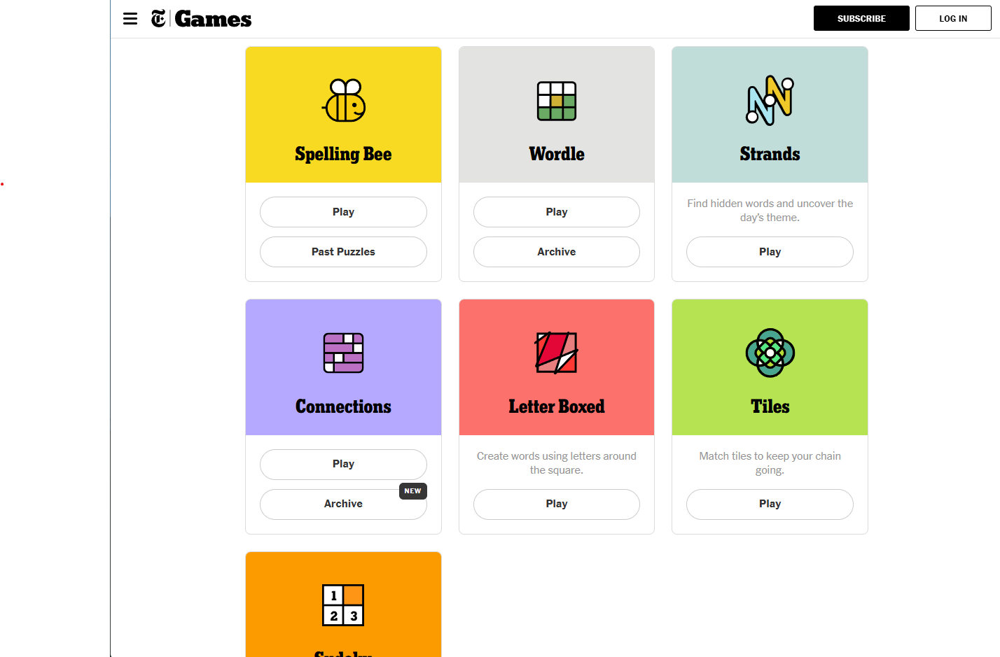 Games
SUBSCRIBE
LOG IN
Spelling Bee
Play
Past Puzzles
Wordle
Play
Archive
Strands
Find hidden words and uncover the
day’s theme.
Play
Connections
Play
NEW
Archive
Letter Boxed
Create words using letters around
the square.
Play
Tiles
Match tiles to keep your chain
going.
Play
1
2 3
Sudoku